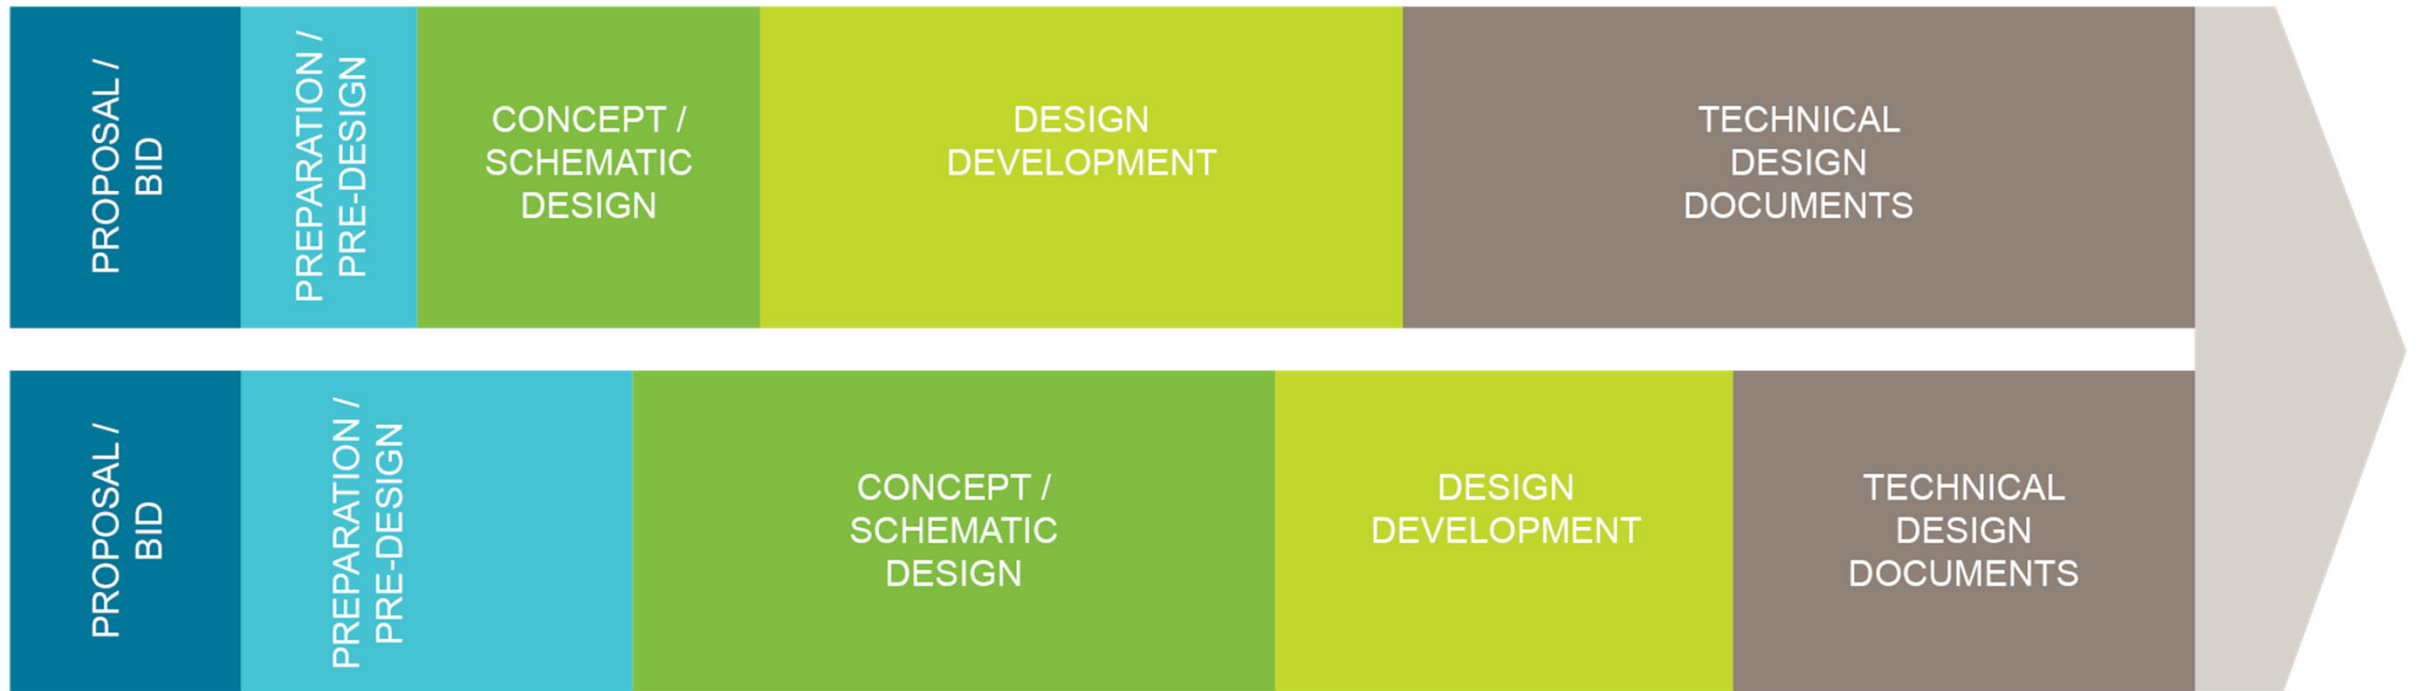 PROPOSAL /
BID
PREPARATION /
PRE-DESIGN
CONCEPT /
SCHEMATIC
DESIGN
DESIGN
DEVELOPMENT
TECHNICAL
DESIGN
DOCUMENTS
PROPOSAL /
BID
PREPARATION /
PRE-DESIGN
CONCEPT /
SCHEMATIC
DESIGN
DESIGN
DEVELOPMENT
TECHNICAL
DESIGN
DOCUMENTS